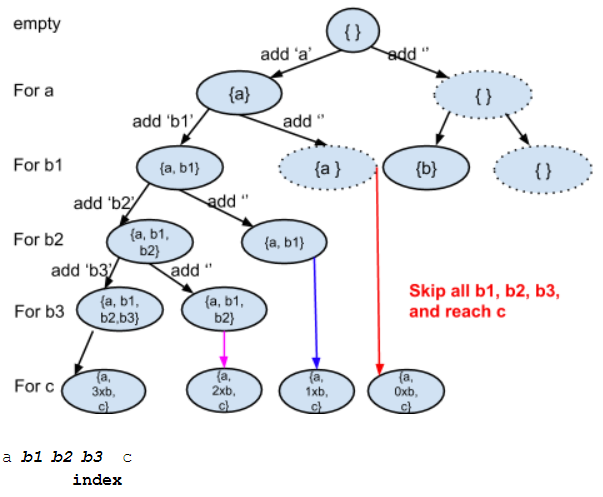 empty
{ }
add ‘a’
add ‘’
For a
{a}
{ }
add ‘b1’
add ‘’
For b1
{a, b1}
{a }
{b}
{ }
add ‘b2’
add ‘’
For b2
{a, b1,
b2}
{a, b1}
add ‘b3’
add ‘’
For b3
{a, b1,
b2,b3}
{a, b1,
b2}
Skip all b1, b2, b3,
and reach c
For c
{a,
3xb,
c}
{a,
2xb,
c}
{a,
1xb,
c}
{a,
0xb,
c}
a b1 b2 b3 c
index